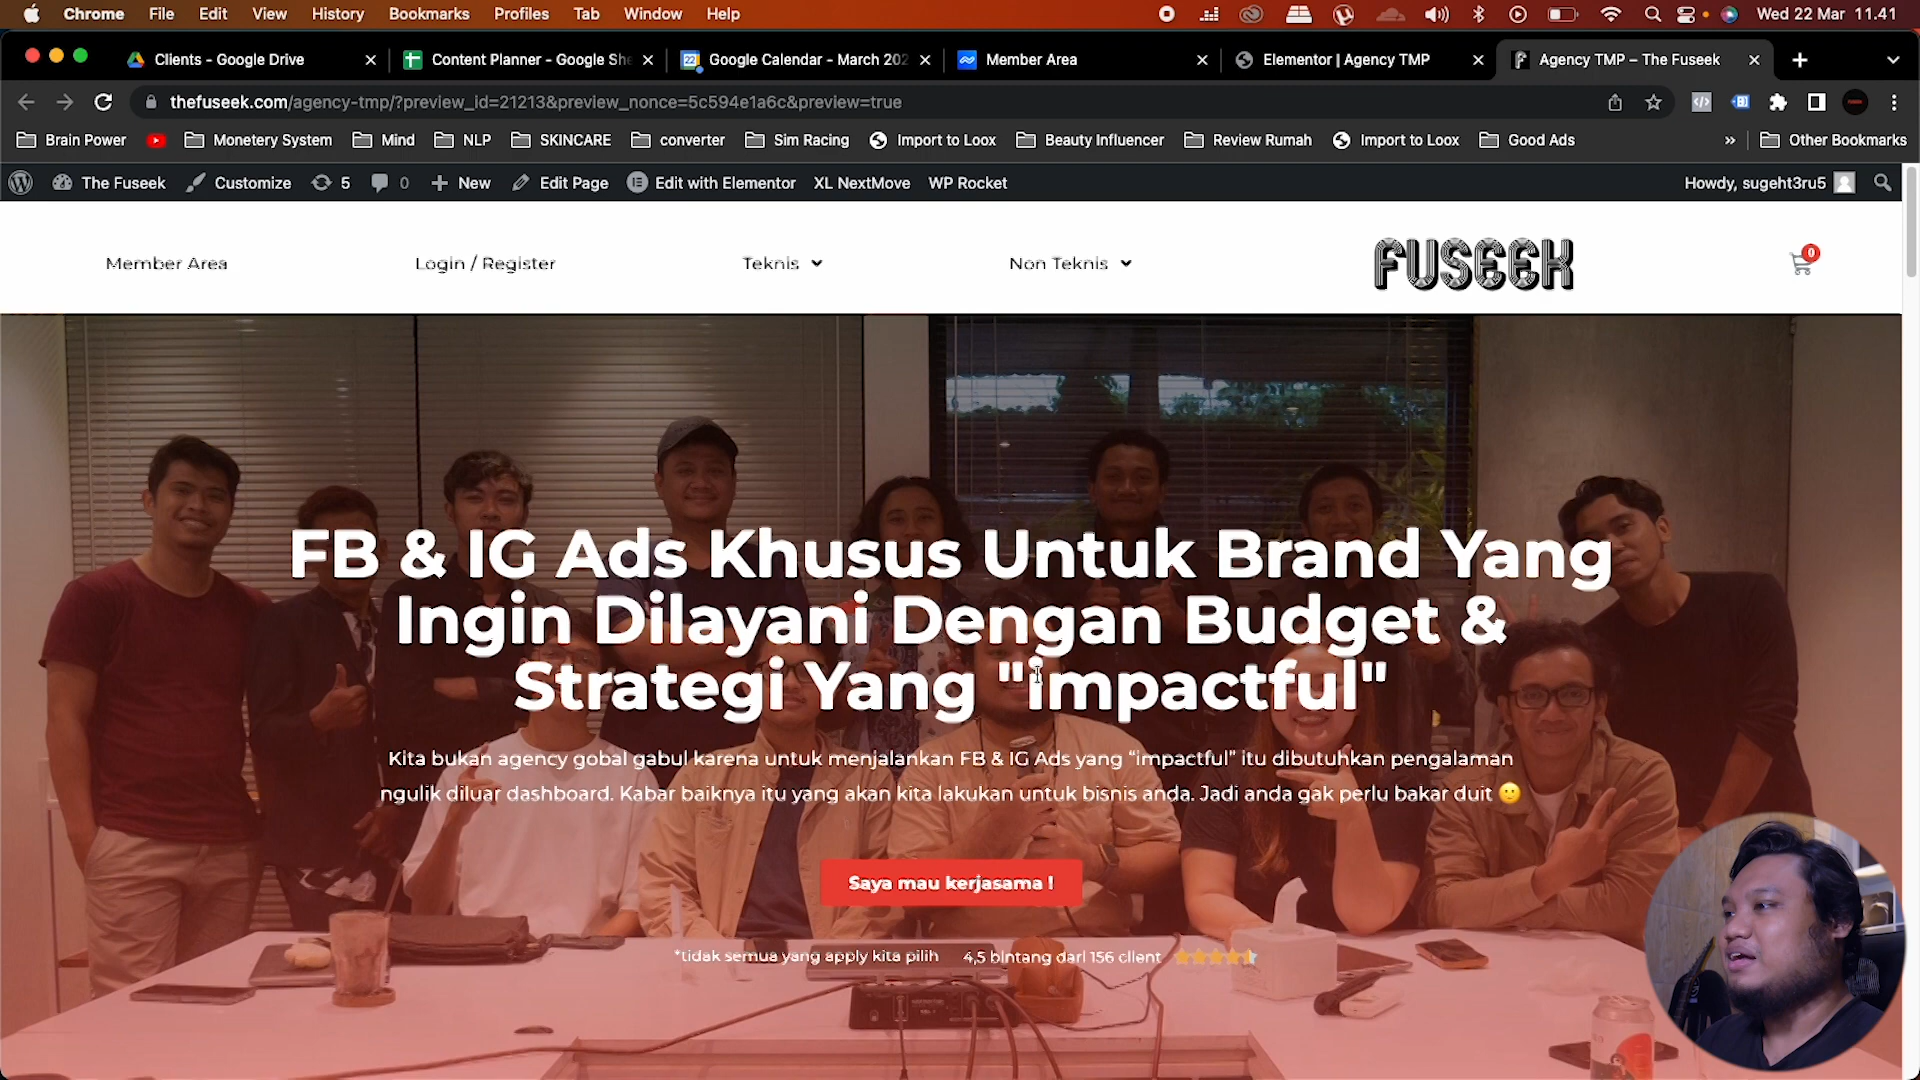 Chrome File Edit View History Bookmarks Profiles Tab Window Help Wed 22 Mar 11.41
Clients - Google Drive Content Planner - Google She Google Calendar - March 202 Member Area Elementor | Agency TMP Agency TMP – The Fuseek
thefuseek.com/agency-tmp/?preview_id=21213&preview_nonce=5c594e1a6c&preview=true
Brain Power Monetery System Mind NLP SKINCARE converter Sim Racing Import to Loox Beauty Influencer Review Rumah Import to Loox Good Ads » Other Bookmarks
The Fuseek Customize 5 0 New Edit Page Edit with Elementor XL NextMove WP Rocket Howdy, sugeht3ru5
Member Area Login / Register Teknis Non Teknis FUSEEK 0
FB & IG Ads Khusus Untuk Brand Yang
Ingin Dilayani Dengan Budget &
Strategi Yang "impactful"
Kita bukan agency gobal gabul karena untuk menjalankan FB & IG Ads yang “impactful” itu dibutuhkan pengalaman
ngulik diluar dashboard. Kabar baiknya itu yang akan kita lakukan untuk bisnis anda. Jadi anda gak perlu bakar duit 🙂
Saya mau kerjasama !
*tidak semua yang apply kita pilih 4,5 bintang dari 156 client